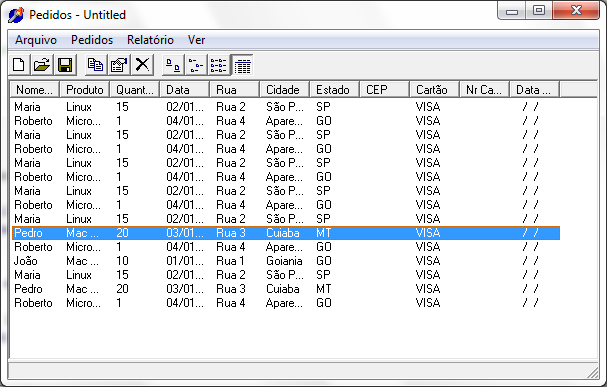 Pedidos - Untitled
Arquivo Pedidos Relatório Ver
Nome... Produto Quant... Data Rua Cidade Estado CEP Cartão Nr Ca... Data ...
Maria Linux 15 02/01... Rua 2 São P... SP VISA / /
Roberto Micro... 1 04/01... Rua 4 Apare... GO VISA / /
Maria Linux 15 02/01... Rua 2 São P... SP VISA / /
Roberto Micro... 1 04/01... Rua 4 Apare... GO VISA / /
Maria Linux 15 02/01... Rua 2 São P... SP VISA / /
Roberto Micro... 1 04/01... Rua 4 Apare... GO VISA / /
Maria Linux 15 02/01... Rua 2 São P... SP VISA / /
Roberto Micro... 1 04/01... Rua 4 Apare... GO VISA / /
Maria Linux 15 02/01... Rua 2 São P... SP VISA / /
Pedro Mac ... 20 03/01... Rua 3 Cuiaba MT VISA / /
Roberto Micro... 1 04/01... Rua 4 Apare... GO VISA / /
João Mac ... 10 01/01... Rua 1 Goiania GO VISA / /
Maria Linux 15 02/01... Rua 2 São P... SP VISA / /
Pedro Mac ... 20 03/01... Rua 3 Cuiaba MT VISA / /
Roberto Micro... 1 04/01... Rua 4 Apare... GO VISA / /